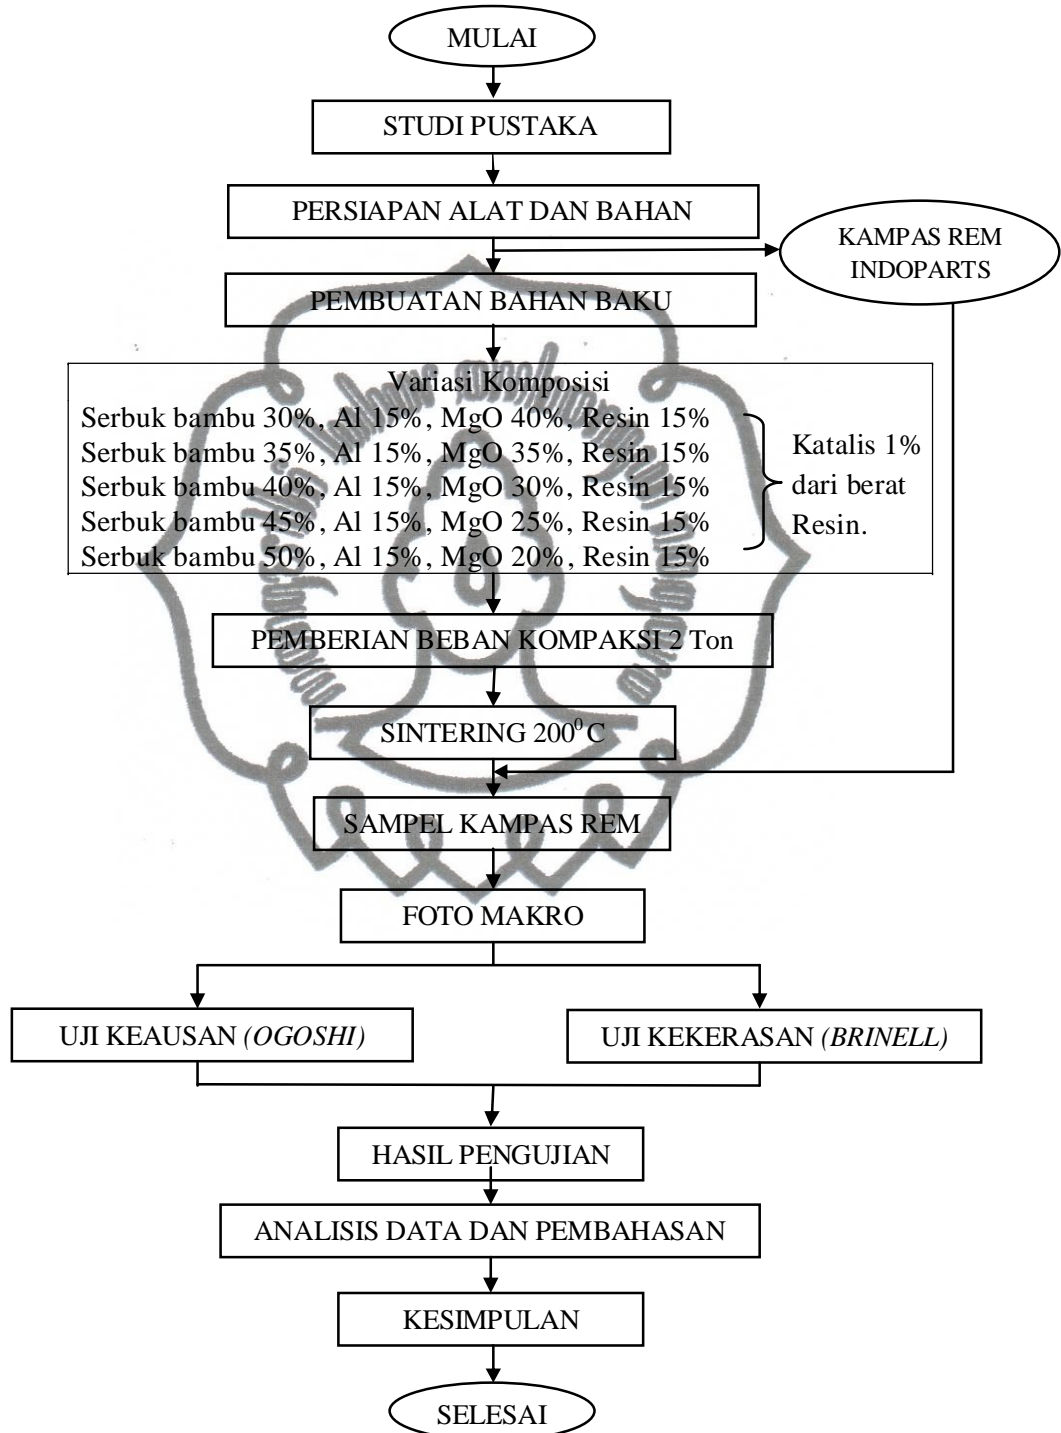 MULAI
STUDI PUSTAKA
PERSIAPAN ALAT DAN BAHAN
KAMPAS REM
INDOPARTS
PEMBUATAN BAHAN BAKU
Variasi Komposisi
Serbuk bambu 30%, Al 15%, MgO 40%, Resin 15%
Serbuk bambu 35%, Al 15%, MgO 35%, Resin 15%
Serbuk bambu 40%, Al 15%, MgO 30%, Resin 15%
Serbuk bambu 45%, Al 15%, MgO 25%, Resin 15%
Serbuk bambu 50%, Al 15%, MgO 20%, Resin 15%
Katalis 1%
dari berat
Resin.
PEMBERIAN BEBAN KOMPAKSI 2 Ton
SINTERING 200⁰ C
SAMPEL KAMPAS REM
FOTO MAKRO
UJI KEAUSAN (OGOSHI)
UJI KEKERASAN (BRINELL)
HASIL PENGUJIAN
ANALISIS DATA DAN PEMBAHASAN
KESIMPULAN
SELESAI